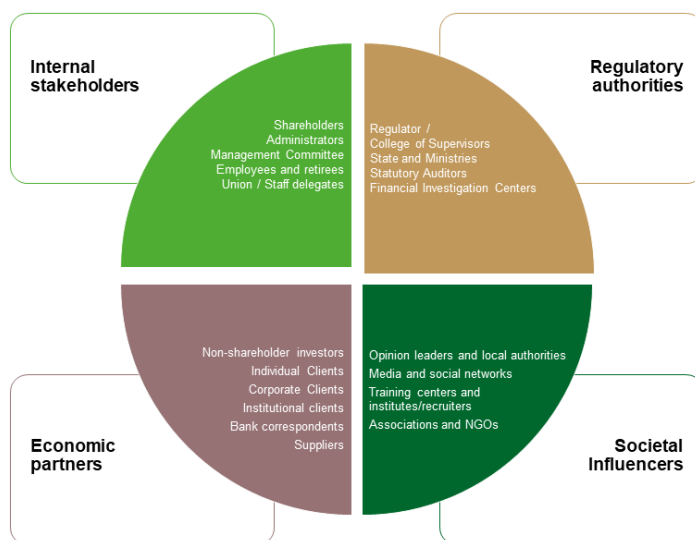 Internal
stakeholders
Shareholders
Administrators
Management Committee
Employees and retirees
Union / Staff delegates
Regulatory
authorities
Regulator /
College of Supervisors
State and Ministries
Statutory Auditors
Financial Investigation Centers
Economic
partners
Non-shareholder investors
Individual Clients
Corporate Clients
Institutional clients
Bank correspondents
Suppliers
Opinion leaders and local authorities
Media and social networks
Training centers and
institutes/recruiters
Associations and NGOs
Societal
Influencers